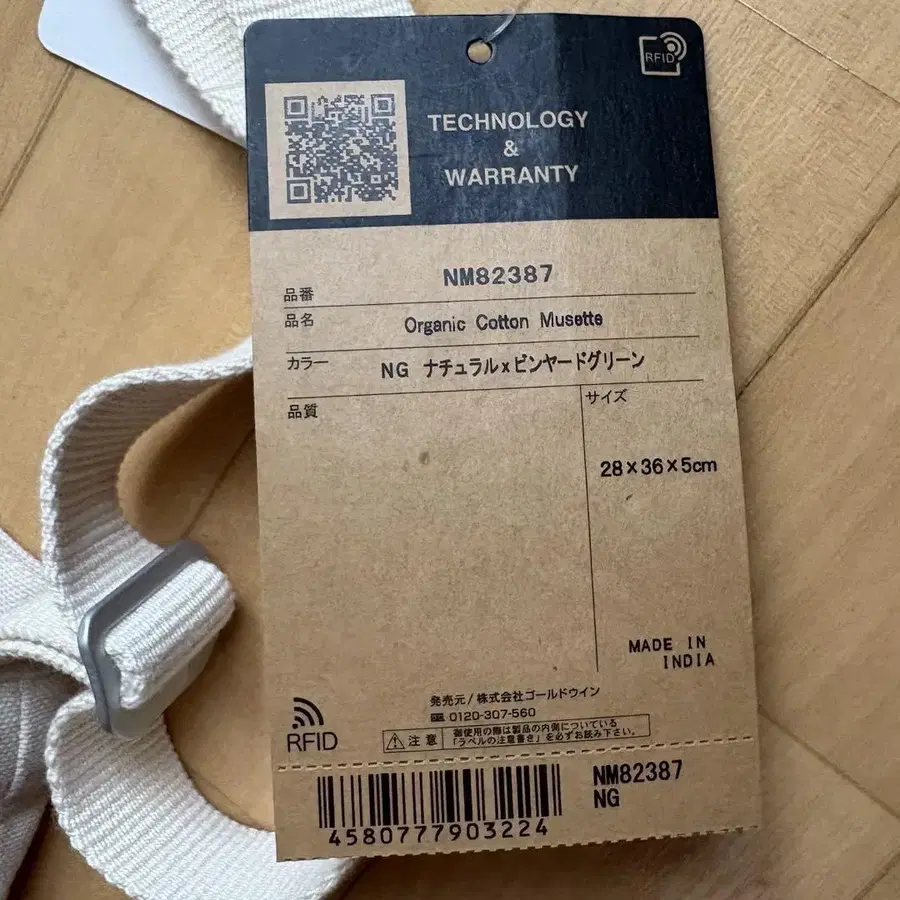 RFID
TECHNOLOGY
&
WARRANTY
品番 NM82387
品名 Organic Cotton Musette
カラー NG ナチュラルxビンヤードグリーン
品質
サイズ
28×36×5cm
MADE IN
INDIA
発売元/株式会社ゴールドウイン
0120-307-560
RFID
注意
御使用の際は製品の内側についている
「ラベルの注意書き」を必ずお読み下さい。
4580777903224
NM82387
NG